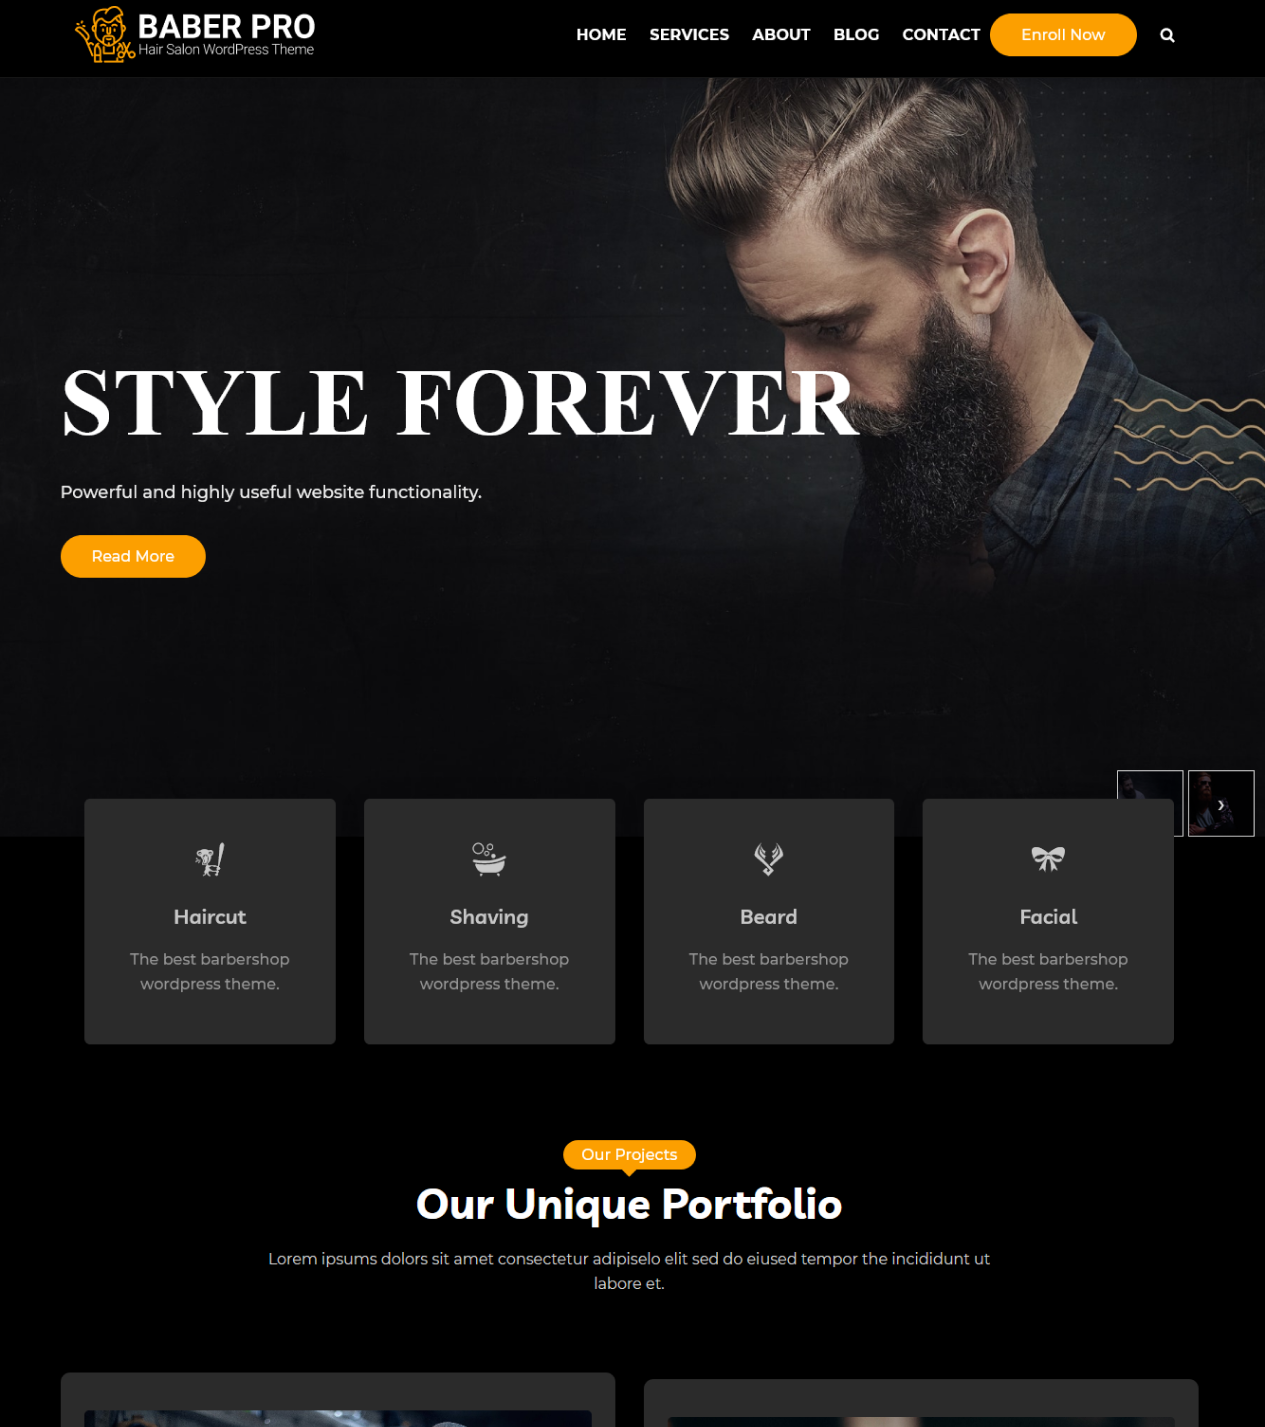 BABER PRO
Hair Salon WordPress Theme
HOME SERVICES ABOUT BLOG CONTACT Enroll Now
STYLE FOREVER
Powerful and highly useful website functionality.
Read More
Haircut
The best barbershop
wordpress theme.
Shaving
The best barbershop
wordpress theme.
Beard
The best barbershop
wordpress theme.
Facial
The best barbershop
wordpress theme.
Our Projects
Our Unique Portfolio
Lorem ipsums dolors sit amet consectetur adipiselo elit sed do eiused tempor the incididunt ut
labore et.